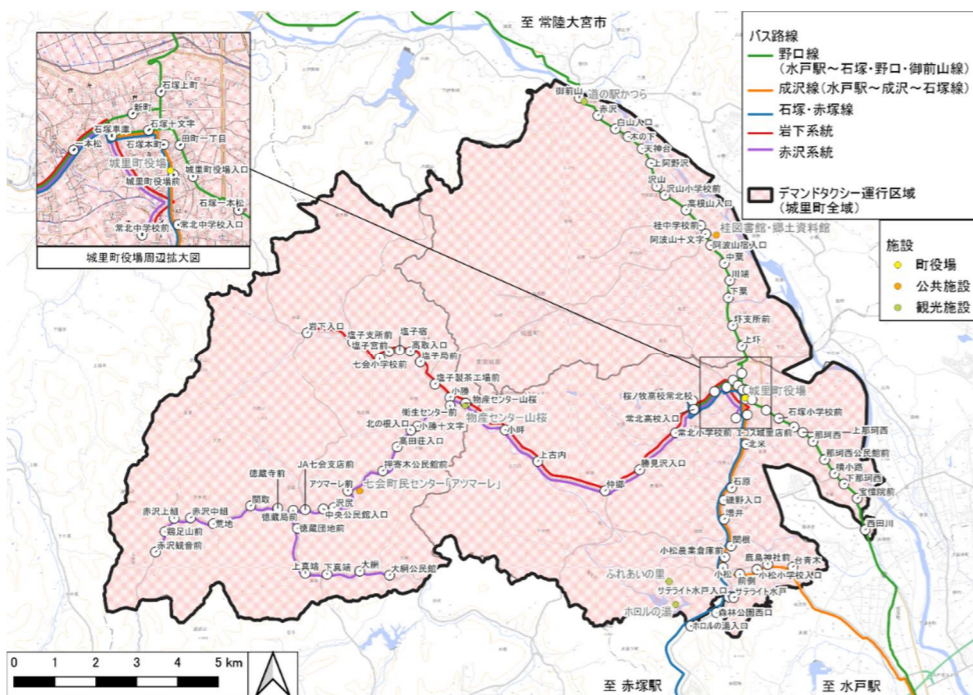 至 常陸大宮市
バス路線
野口線
(水戸駅～石塚・野口・御前山線)
成沢線(水戸駅～成沢～石塚線)
石塚・赤塚線
岩下系統
赤沢系統
デマンドタクシー運行区域
(城里町全域)
施設
町役場
公共施設
観光施設
石塚上町
新町
石塚車庫
石塚十文字
一本松
石塚本町
田町一丁目
城里町役場
城里町役場前
城里町役場入口
石塚一本松
常北中学校前
常北中学校入口
城里町役場周辺拡大図
御前山
道の駅かつら
赤沢
白山入口
木の下
天神台
上阿野沢
沢山
沢山小学校前
高根山入口
桂中学校前
桂図書館・郷土資料館
阿波山十文字
阿波山宿入口
中葉
川端
下葉
圷支所前
上圷
岩下入口
塩子支所前
塩子宿
塩子宮前
高取入口
七会小学校前
塩子局前
塩子製茶工場前
小勝
物産センター山桜
衛生センター前
物産センター山桜
北の根入口
小勝十文字
小坪
高田荘入口
押寄木公民館前
JA七会支店前
徳蔵寺前
アツマーレ前
七会町民センター「アツマーレ」
関取
沢尻
中央公民館入口
徳蔵局前
徳蔵団地前
赤沢上組
赤沢中組
荒地
鶏足山前
赤沢観音前
上真端
下真端
大網
大網公民館
上古内
仲郷
勝見沢入口
常北高校入口
桜ノ牧高校常北校
常北小学校前
城里町役場
エコス城里店前
石塚小学校前
北米
那珂西
上那珂西
那珂西公民館前
横小路
下那珂西
宝幢院前
西田川
石原
磯野入口
増井
関根
小松農業倉庫前
鹿島神社前
台青木
小松
小松小学校入口
前側
ふれあいの里
サテライト水戸入口
サテライト水戸
ホロルの湯
森林公園西口
ホロルの湯入口
0 1 2 3 4 5 km
至 赤塚駅
至 水戸駅